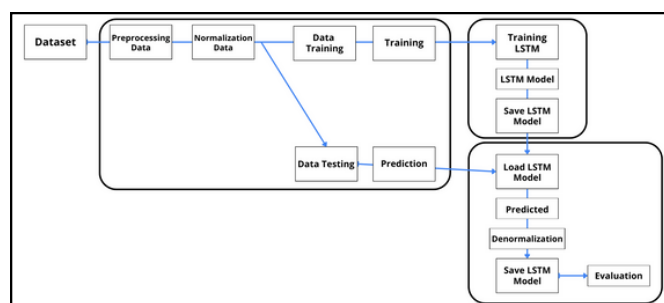 Dataset
Preprocessing
Data
Normalization
Data
Data
Training
Training
Training
LSTM
LSTM Model
Save LSTM
Model
Data Testing
Prediction
Load LSTM
Model
Predicted
Denormalization
Save LSTM
Model
Evaluation